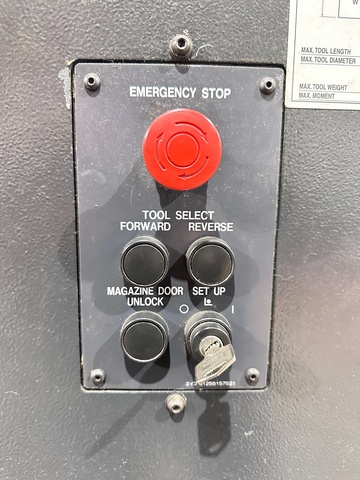 MAX. TOOL LENGTH
MAX. TOOL DIAMETER
MAX. TOOL WEIGHT
MAX. MOMENT
EMERGENCY STOP
TOOL SELECT
FORWARD REVERSE
MAGAZINE DOOR SET UP
UNLOCK
O I